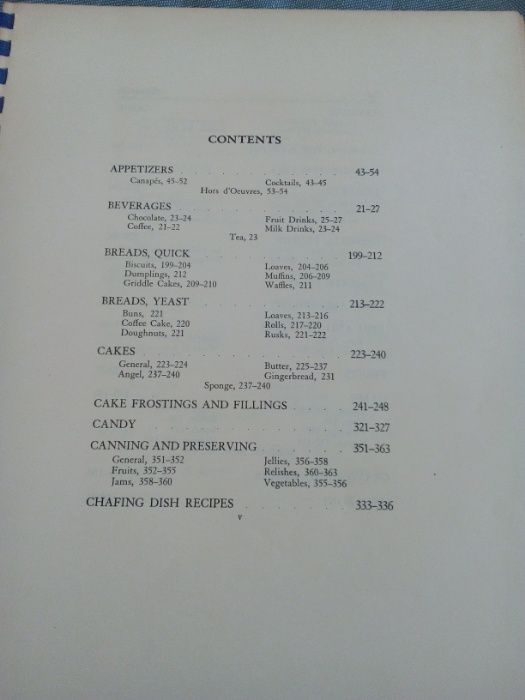 CONTENTS
APPETIZERS . . . . . . . . . . 43–54
Canapés, 45–52 Cocktails, 43–45
Hors d'Oeuvres, 53–54
BEVERAGES . . . . . . . . . . 21–27
Chocolate, 23–24 Fruit Drinks, 25–27
Coffee, 21–22 Milk Drinks, 23–24
Tea, 23
BREADS, QUICK . . . . . . . . . 199–212
Biscuits, 199–204 Loaves, 204–206
Dumplings, 212 Muffins, 206–209
Griddle Cakes, 209–210 Waffles, 211
BREADS, YEAST . . . . . . . . . 213–222
Buns, 221 Loaves, 213–216
Coffee Cake, 220 Rolls, 217–220
Doughnuts, 221 Rusks, 221–222
CAKES . . . . . . . . . . . 223–240
General, 223–224 Butter, 225–237
Angel, 237–240 Gingerbread, 231
Sponge, 237–240
CAKE FROSTINGS AND FILLINGS . . . . 241–248
CANDY . . . . . . . . . . . 321–327
CANNING AND PRESERVING . . . . . 351–363
General, 351–352 Jellies, 356–358
Fruits, 352–355 Relishes, 360–363
Jams, 358–360 Vegetables, 355–356
CHAFING DISH RECIPES . . . . . . 333–336
v